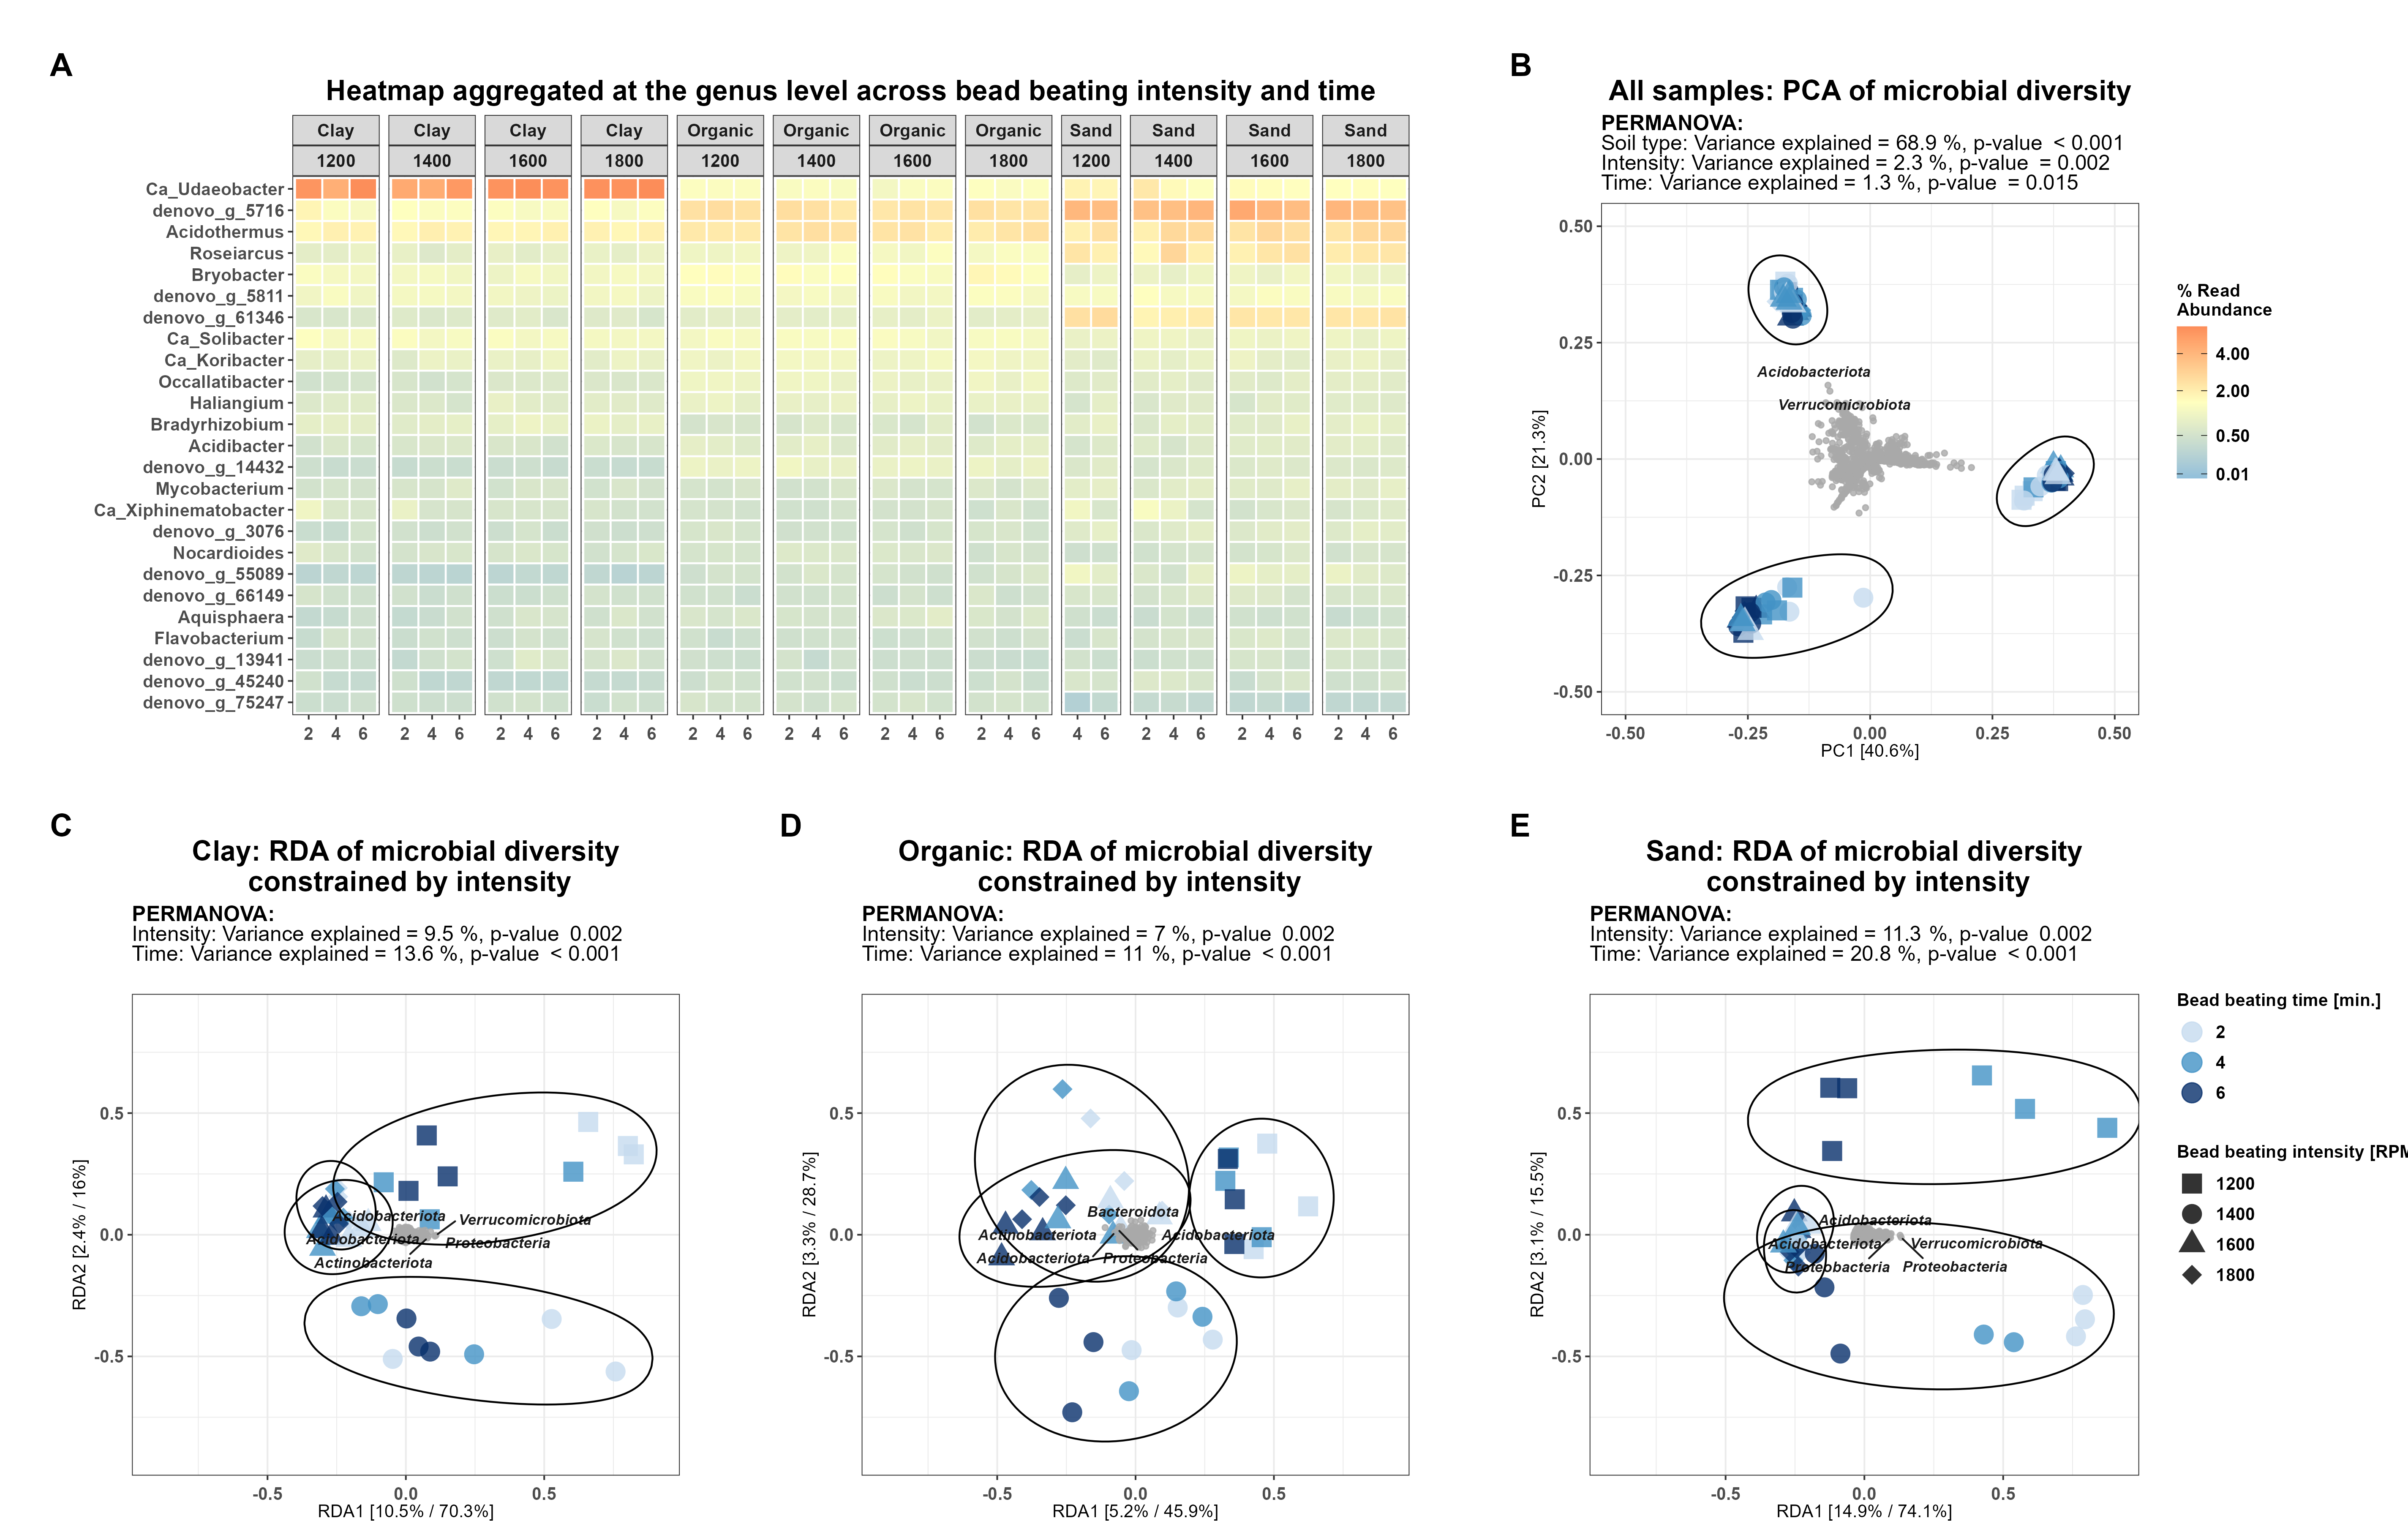 A
Heatmap aggregated at the genus level across bead beating intensity and time
Clay Clay Clay Clay Organic Organic Organic Organic Sand Sand Sand Sand
1200 1400 1600 1800 1200 1400 1600 1800 1200 1400 1600 1800
Ca_Udaeobacter
denovo_g_5716
Acidothermus
Roseiarcus
Bryobacter
denovo_g_5811
denovo_g_61346
Ca_Solibacter
Ca_Koribacter
Occallatibacter
Haliangium
Bradyrhizobium
Acidibacter
denovo_g_14432
Mycobacterium
Ca_Xiphinematobacter
denovo_g_3076
Nocardioides
denovo_g_55089
denovo_g_66149
Aquisphaera
Flavobacterium
denovo_g_13941
denovo_g_45240
denovo_g_75247
2 4 6 2 4 6 2 4 6 2 4 6 2 4 6 2 4 6 2 4 6 2 4 6 4 6 2 4 6 2 4 6 2 4 6
B
All samples: PCA of microbial diversity
PERMANOVA:
Soil type: Variance explained = 68.9 %, p-value < 0.001
Intensity: Variance explained = 2.3 %, p-value = 0.002
Time: Variance explained = 1.3 %, p-value = 0.015
0.50
0.25
0.00
-0.25
-0.50
PC2 [21.3%]
Acidobacteriota
Verrucomicrobiota
-0.50 -0.25 0.00 0.25 0.50
PC1 [40.6%]
% Read
Abundance
4.00
2.00
0.50
0.01
C
Clay: RDA of microbial diversity
constrained by intensity
PERMANOVA:
Intensity: Variance explained = 9.5 %, p-value 0.002
Time: Variance explained = 13.6 %, p-value < 0.001
0.5
0.0
-0.5
RDA2 [2.4% / 16%]
Acidobacteriota
Verrucomicrobiota
Acidobacteriota
Proteobacteria
Actinobacteriota
-0.5 0.0 0.5
RDA1 [10.5% / 70.3%]
D
Organic: RDA of microbial diversity
constrained by intensity
PERMANOVA:
Intensity: Variance explained = 7 %, p-value 0.002
Time: Variance explained = 11 %, p-value < 0.001
0.5
0.0
-0.5
RDA2 [3.3% / 28.7%]
Bacteroidota
Actinobacteriota
Acidobacteriota
Acidobacteriota
Proteobacteria
-0.5 0.0 0.5
RDA1 [5.2% / 45.9%]
E
Sand: RDA of microbial diversity
constrained by intensity
PERMANOVA:
Intensity: Variance explained = 11.3 %, p-value 0.002
Time: Variance explained = 20.8 %, p-value < 0.001
0.5
0.0
-0.5
RDA2 [3.1% / 15.5%]
Acidobacteriota
Acidobacteriota
Verrucomicrobiota
Proteobacteria
Proteobacteria
-0.5 0.0 0.5
RDA1 [14.9% / 74.1%]
Bead beating time [min.]
2
4
6
Bead beating intensity [RPM
1200
1400
1600
1800